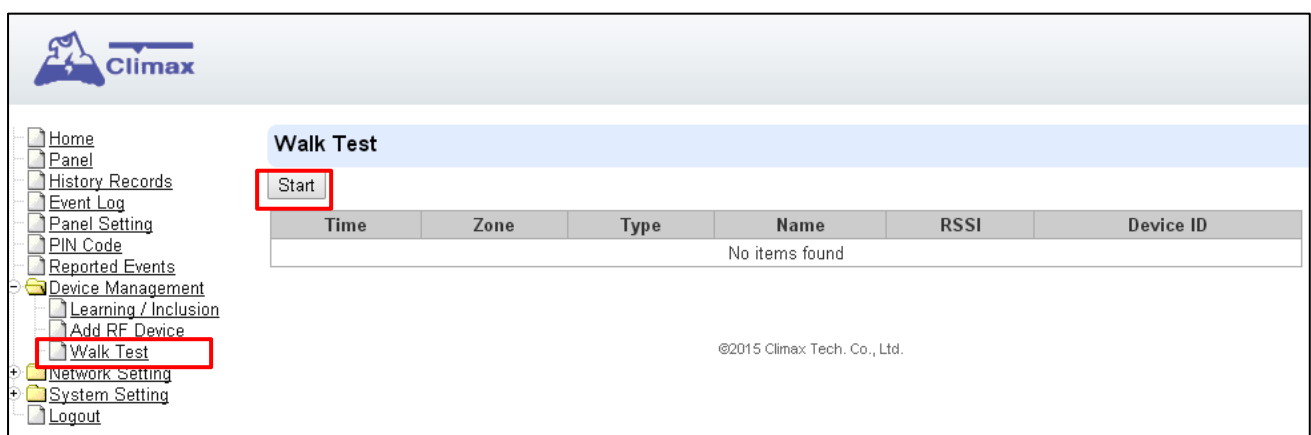 Climax
Home
Panel
History Records
Event Log
Panel Setting
PIN Code
Reported Events
Device Management
Learning / Inclusion
Add RF Device
Walk Test
Network Setting
System Setting
Logout
Walk Test
Start
Time Zone Type Name RSSI Device ID
No items found
©2015 Climax Tech. Co., Ltd.